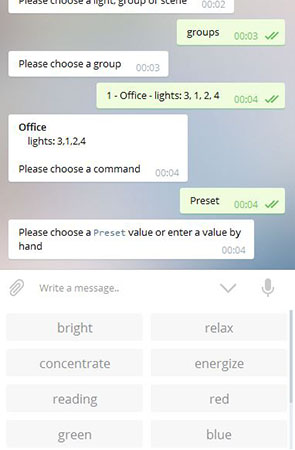 Please choose a light, group or scene
00:02
groups
00:03
Please choose a group
00:03
1 - Office - lights: 3, 1, 2, 4
00:04
Office
lights: 3,1,2,4
Please choose a command
00:04
Preset
00:04
Please choose a Preset value or enter a value by
hand
00:04
Write a message..
bright
relax
concentrate
energize
reading
red
green
blue